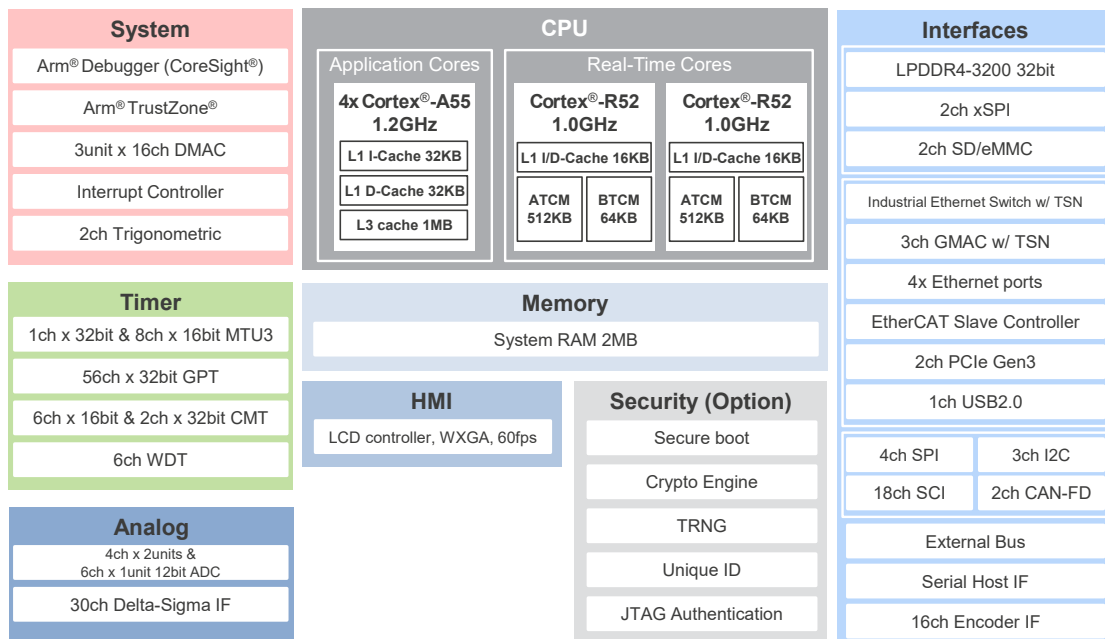 System
Arm® Debugger (CoreSight®)
Arm® TrustZone®
3unit x 16ch DMAC
Interrupt Controller
2ch Trigonometric
Timer
1ch x 32bit & 8ch x 16bit MTU3
56ch x 32bit GPT
6ch x 16bit & 2ch x 32bit CMT
6ch WDT
Analog
4ch x 2units &
6ch x 1unit 12bit ADC
30ch Delta-Sigma IF
CPU
Application Cores
4x Cortex®-A55
1.2GHz
L1 I-Cache 32KB
L1 D-Cache 32KB
L3 cache 1MB
Real-Time Cores
Cortex®-R52
1.0GHz
L1 I/D-Cache 16KB
ATCM
512KB
BTCM
64KB
Cortex®-R52
1.0GHz
L1 I/D-Cache 16KB
ATCM
512KB
BTCM
64KB
Memory
System RAM 2MB
HMI
LCD controller, WXGA, 60fps
Security (Option)
Secure boot
Crypto Engine
TRNG
Unique ID
JTAG Authentication
Interfaces
LPDDR4-3200 32bit
2ch xSPI
2ch SD/eMMC
Industrial Ethernet Switch w/ TSN
3ch GMAC w/ TSN
4x Ethernet ports
EtherCAT Slave Controller
2ch PCIe Gen3
1ch USB2.0
4ch SPI
3ch I2C
18ch SCI
2ch CAN-FD
External Bus
Serial Host IF
16ch Encoder IF